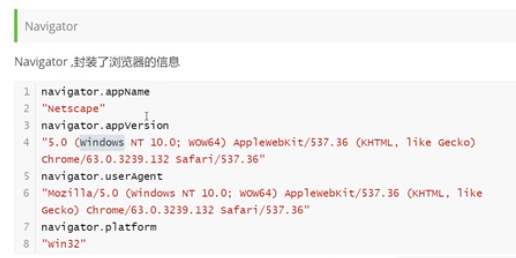 Navigator
Navigator ,封装了浏览器的信息
1 navigator.appName
2 "Netscape"
3 navigator.appVersion
4 "5.0 (Windows NT 10.0; WOW64) AppleWebKit/537.36 (KHTML, like Gecko)
Chrome/63.0.3239.132 Safari/537.36"
5 navigator.userAgent
6 "Mozilla/5.0 (Windows NT 10.0; WOW64) AppleWebKit/537.36 (KHTML, like
Gecko) Chrome/63.0.3239.132 Safari/537.36"
7 navigator.platform
8 "Win32"